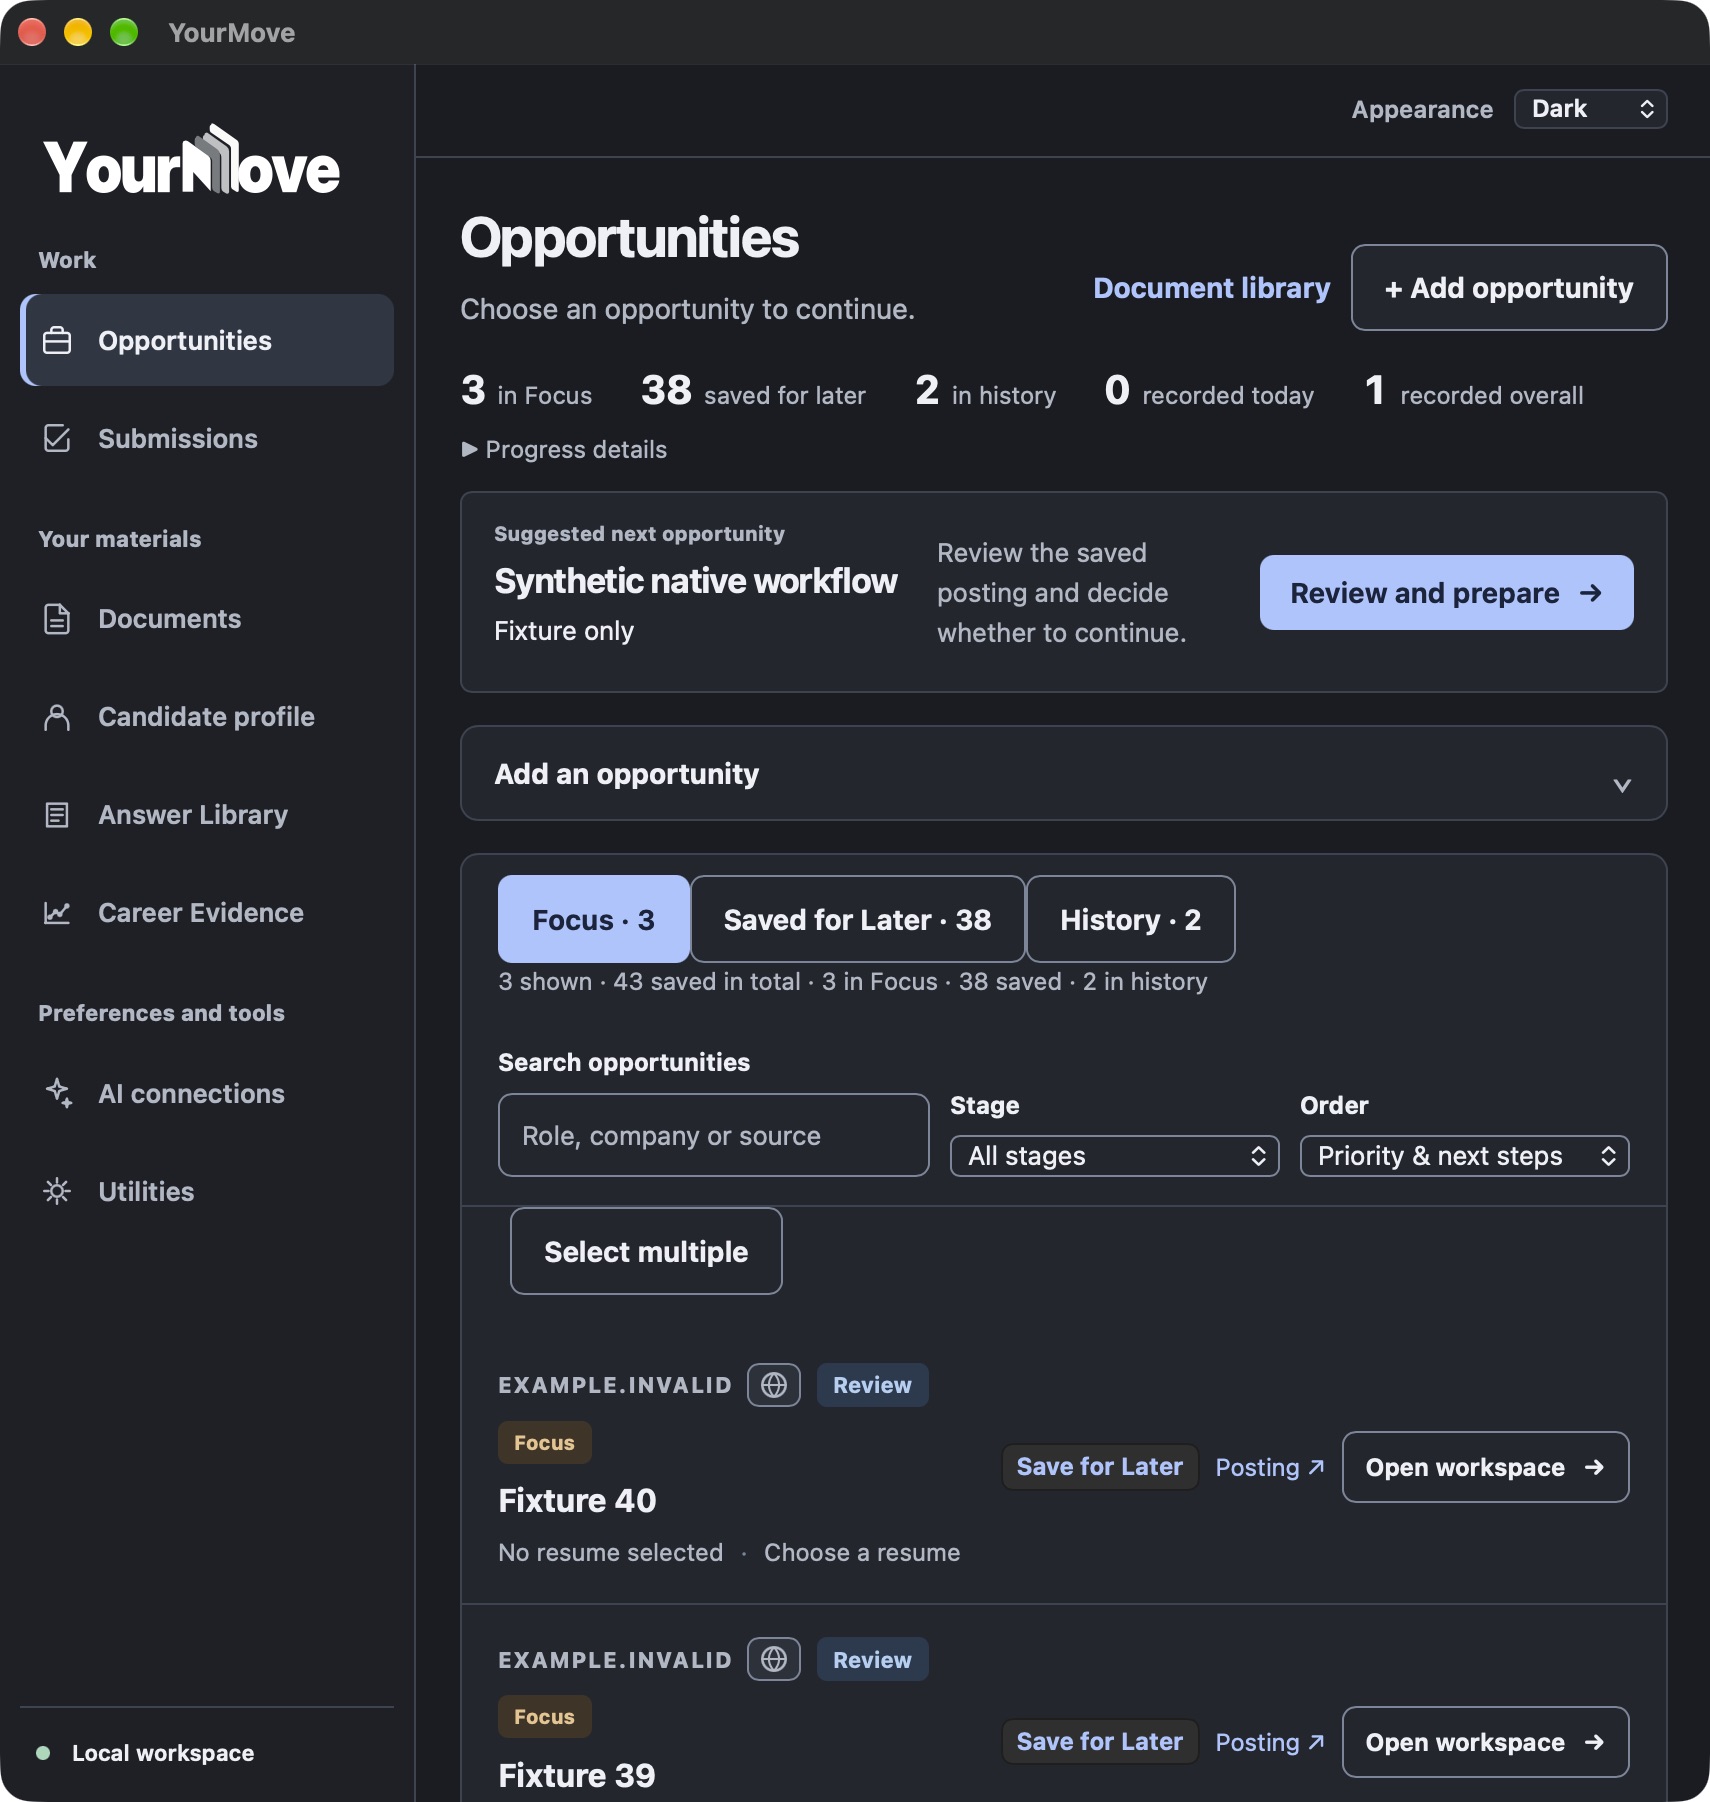 YourMove
Appearance
Dark
YourMove
Work
Opportunities
Submissions
Your materials
Documents
Candidate profile
Answer Library
Career Evidence
Preferences and tools
AI connections
Utilities
Local workspace
Opportunities
Choose an opportunity to continue.
Document library
+ Add opportunity
3 in Focus 38 saved for later 2 in history 0 recorded today 1 recorded overall
▶ Progress details
Suggested next opportunity
Synthetic native workflow
Fixture only
Review the saved
posting and decide
whether to continue.
Review and prepare →
Add an opportunity
Focus · 3 Saved for Later · 38 History · 2
3 shown · 43 saved in total · 3 in Focus · 38 saved · 2 in history
Search opportunities
Role, company or source
Stage
All stages
Order
Priority & next steps
Select multiple
EXAMPLE.INVALID Review
Focus
Fixture 40
No resume selected · Choose a resume
Save for Later Posting ↗ Open workspace →
EXAMPLE.INVALID Review
Focus
Fixture 39
Save for Later Posting ↗ Open workspace →